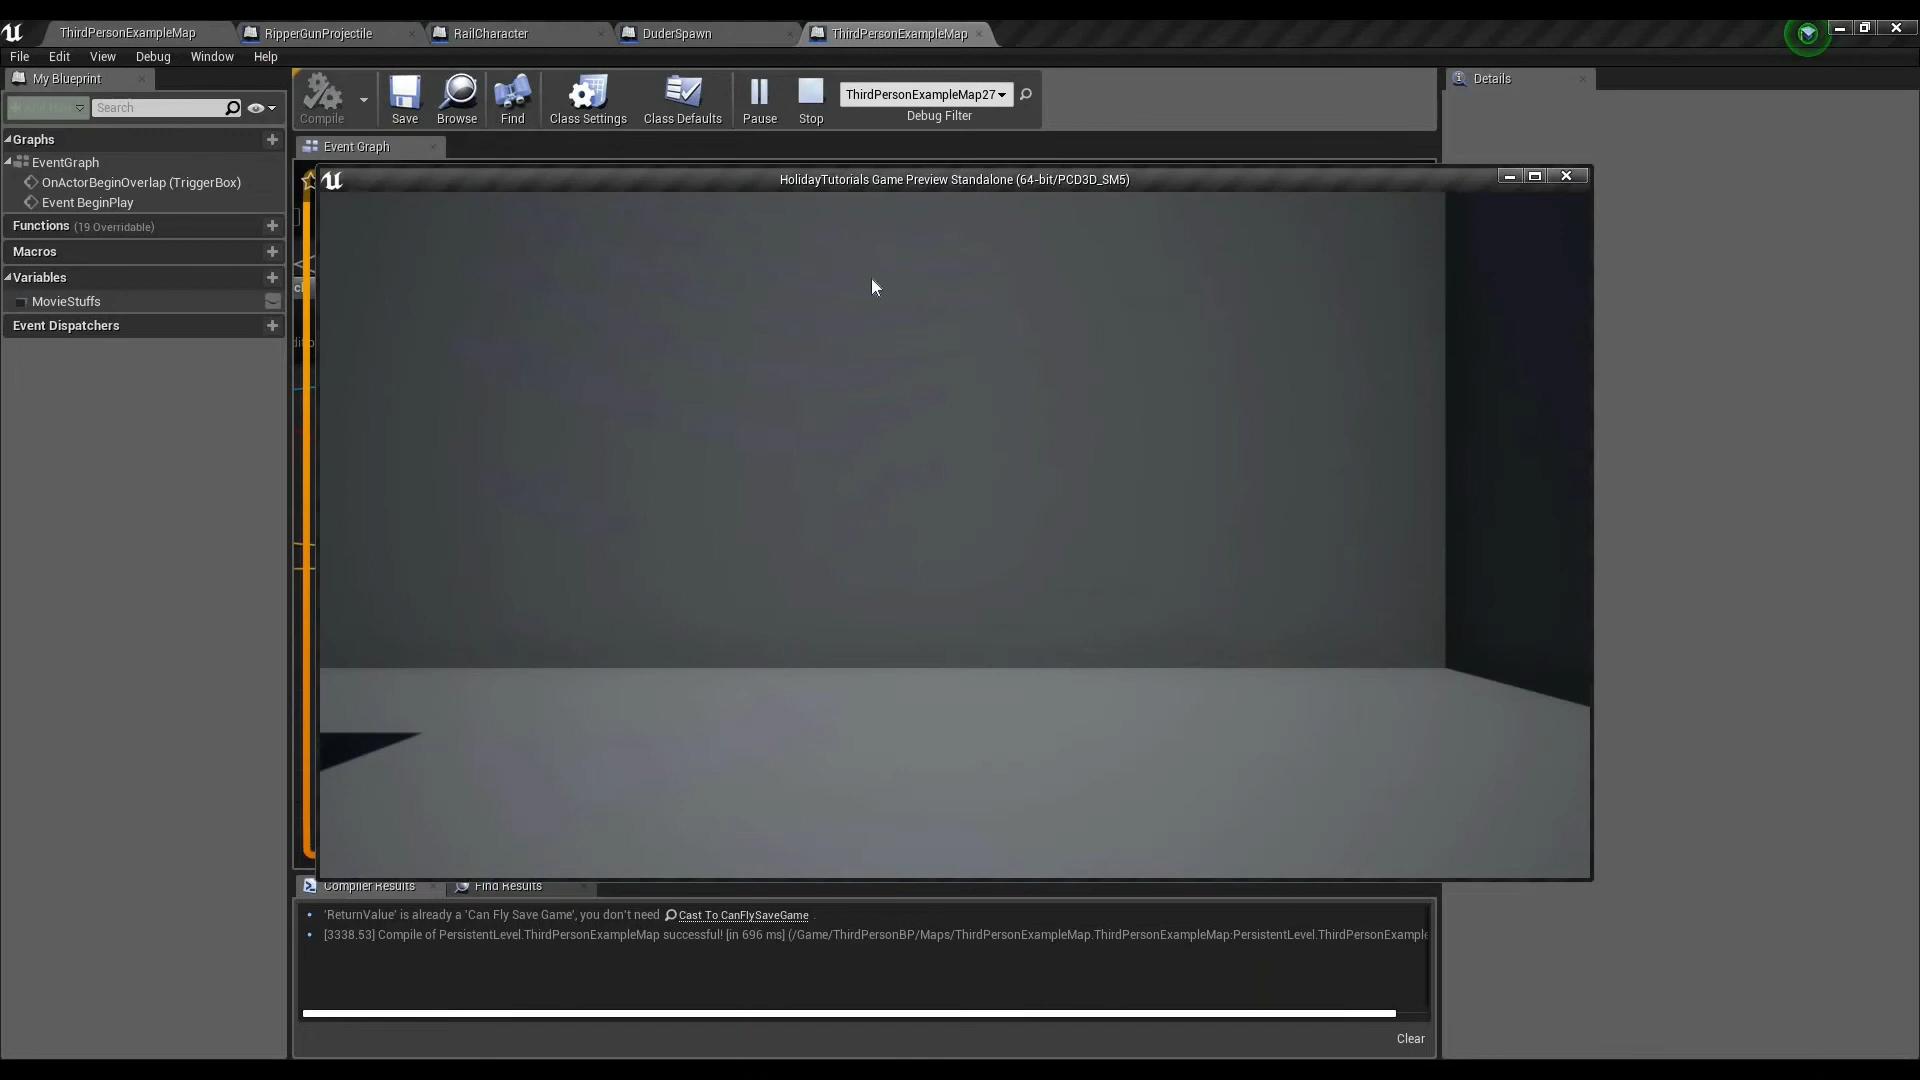 ThirdPersonExampleMap
RipperGunProjectile
RailCharacter
DuderSpawn
ThirdPersonExampleMap
File Edit View Debug Window Help
My Blueprint
Details
Search
Compile
Save
Browse
Find
Class Settings
Class Defaults
Pause
Stop
ThirdPersonExampleMap27
Debug Filter
Graphs
Event Graph
EventGraph
OnActorBeginOverlap (TriggerBox)
HolidayTutorials Game Preview Standalone (64-bit/PCD3D_SM5)
Event BeginPlay
Functions (19 Overridable)
Macros
Variables
MovieStuffs
Event Dispatchers
Compiler Results
Find Results
'ReturnValue' is already a 'Can Fly Save Game', you don't need Cast To CanFlySaveGame .
[3338.53] Compile of PersistentLevel.ThirdPersonExampleMap successful! [in 696 ms] (/Game/ThirdPersonBP/Maps/ThirdPersonExampleMap.ThirdPersonExampleMap:PersistentLevel.ThirdPersonExample
Clear